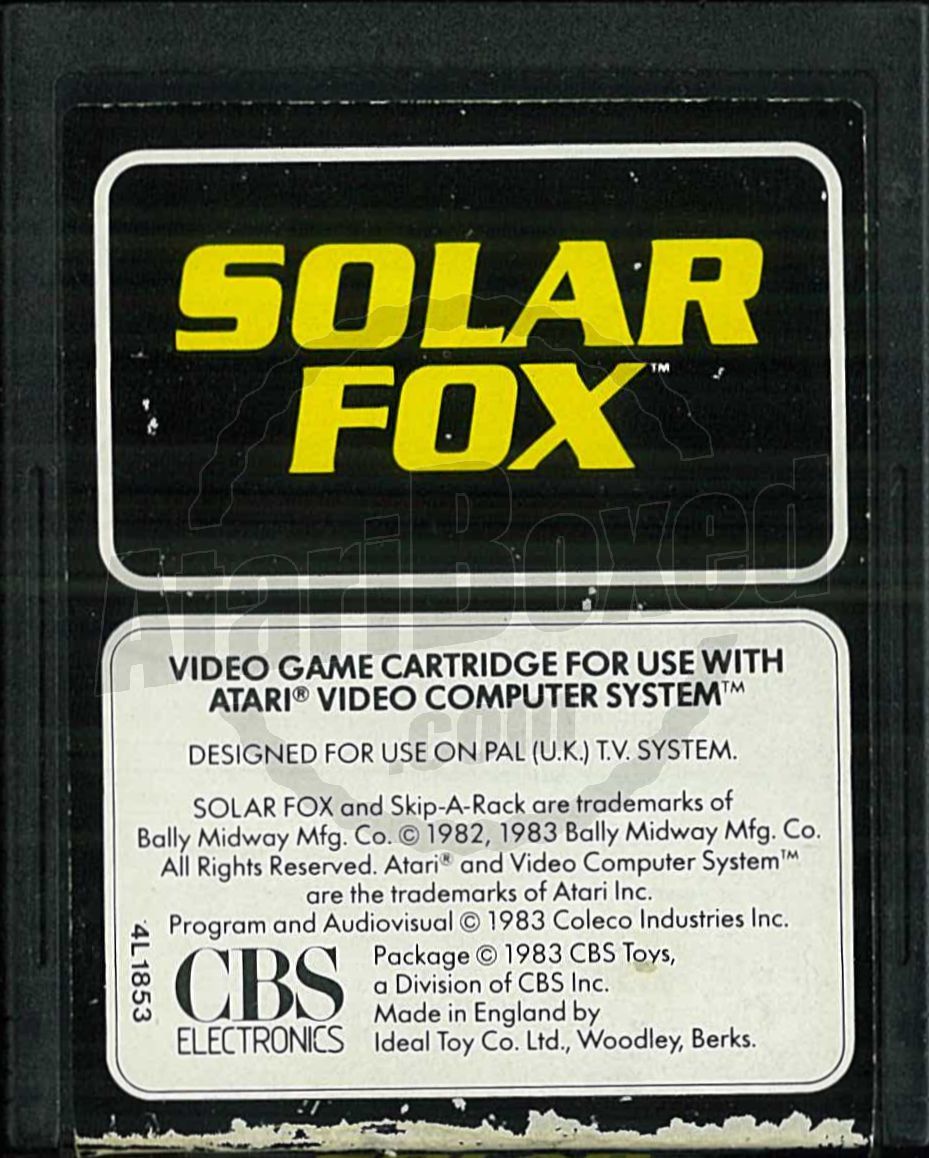 SOLAR
FOX™
AtariBoxed
.com
VIDEO GAME CARTRIDGE FOR USE WITH
ATARI® VIDEO COMPUTER SYSTEM™
DESIGNED FOR USE ON PAL (U.K.) T.V. SYSTEM.
SOLAR FOX and Skip-A-Rack are trademarks of
Bally Midway Mfg. Co. © 1982, 1983 Bally Midway Mfg. Co.
All Rights Reserved. Atari® and Video Computer System™
are the trademarks of Atari Inc.
Program and Audiovisual © 1983 Coleco Industries Inc.
4L1853
CBS
ELECTRONICS
Package © 1983 CBS Toys,
a Division of CBS Inc.
Made in England by
Ideal Toy Co. Ltd., Woodley, Berks.